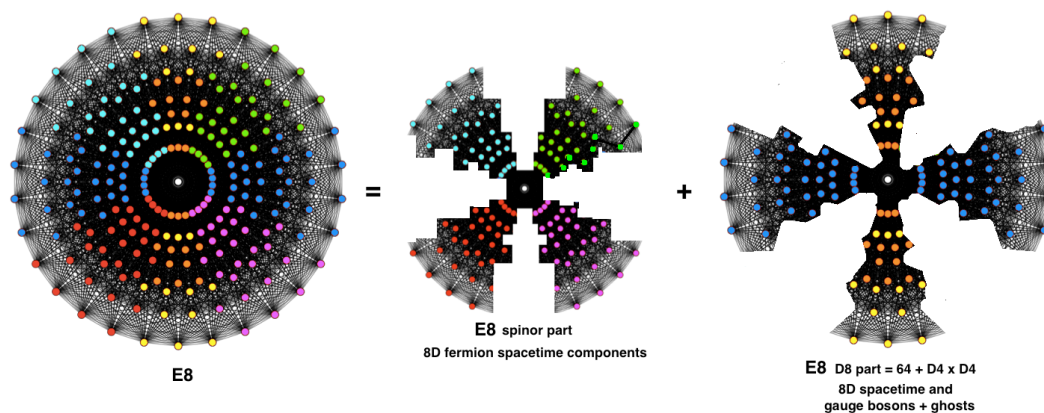 E8
=
E8 spinor part
8D fermion spacetime components
+
E8 D8 part = 64 + D4 x D4
8D spacetime and
gauge bosons + ghosts